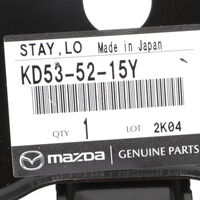 STAY, LO Made in Japan
KD53-52-15Y
QTY 1 LOT 2K04
mazda GENUINE PARTS